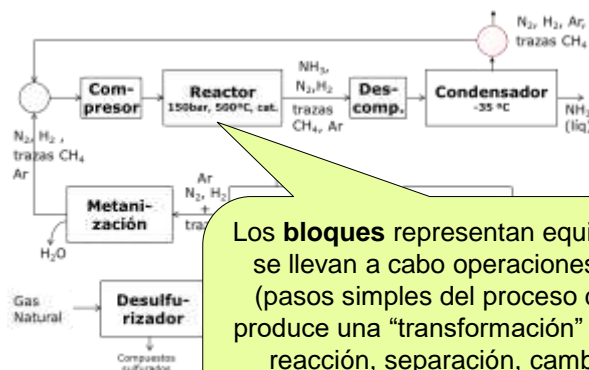 N₂, H₂, Ar,
trazas CH₄
Com-
presor
Reactor
150bar, 500ºC, cat.
NH₃,
N₂,H₂
trazas
CH₄, Ar
Des-
comp.
Condensador
-35 ºC
NH₃
(líq)
N₂, H₂ ,
trazas CH₄
Ar
Metani-
zación
H₂O
Ar
N₂, H₂
+
Gas
Natural
Desulfu-
rizador
Compuestos
sulfurados
Los bloques representan equi
se llevan a cabo operaciones
(pasos simples del proceso
produce una “transformación”
reacción, separación, camb